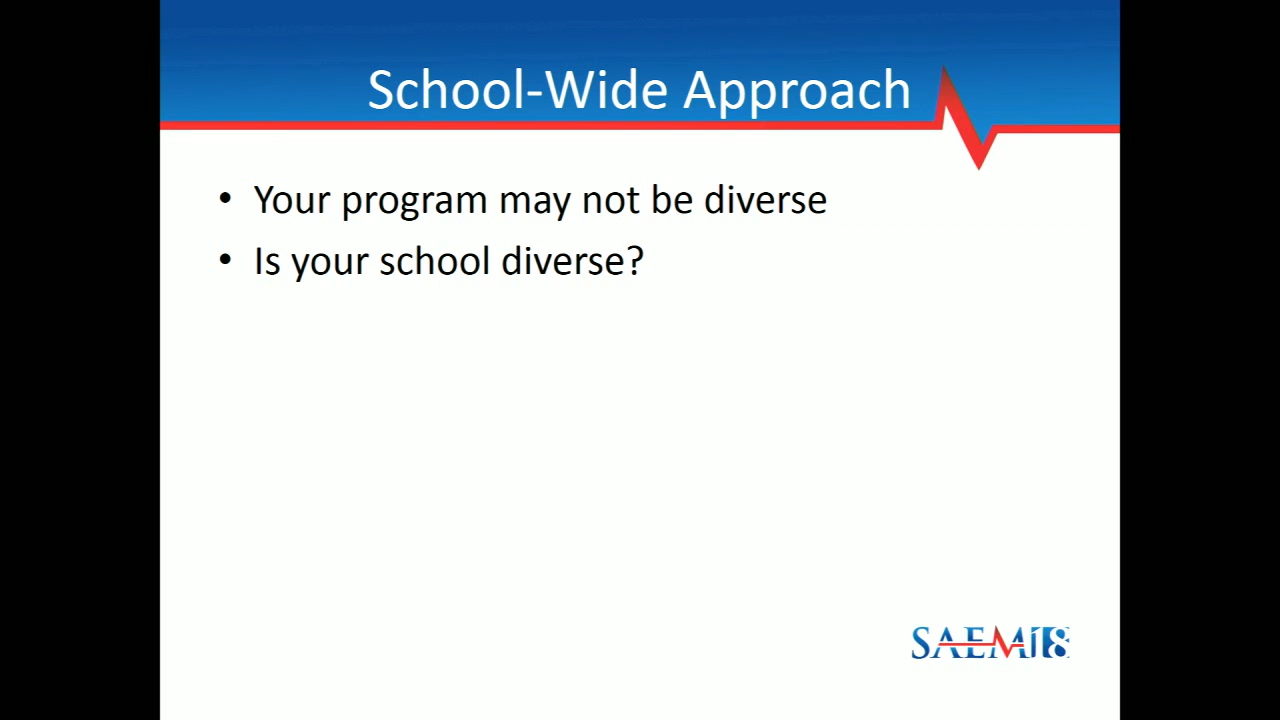 School-Wide Approach
• Your program may not be diverse
• Is your school diverse?
SAEM18